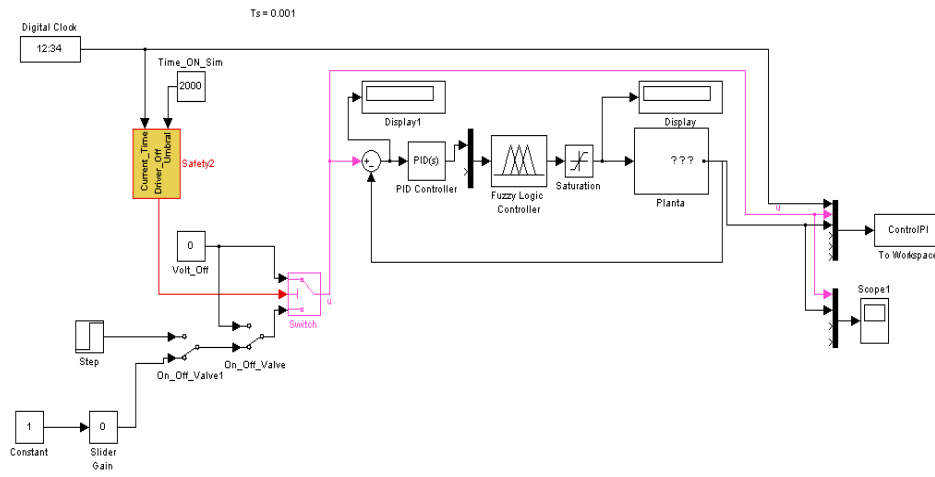 Ts = 0.001
Digital Clock
12:34
Time_ON_Sim
2000
Current_Time
Driver_Off
Umbral
Safety2
Display1
Display
+
-
PID(s)
PID Controller
Fuzzy Logic
Controller
Saturation
???
Planta
u
ControlPI
To Workspace
0
Volt_Off
u
Switch
Scope1
Step
On_Off_Valve1
On_Off_Valve
1
Constant
0
Slider
Gain